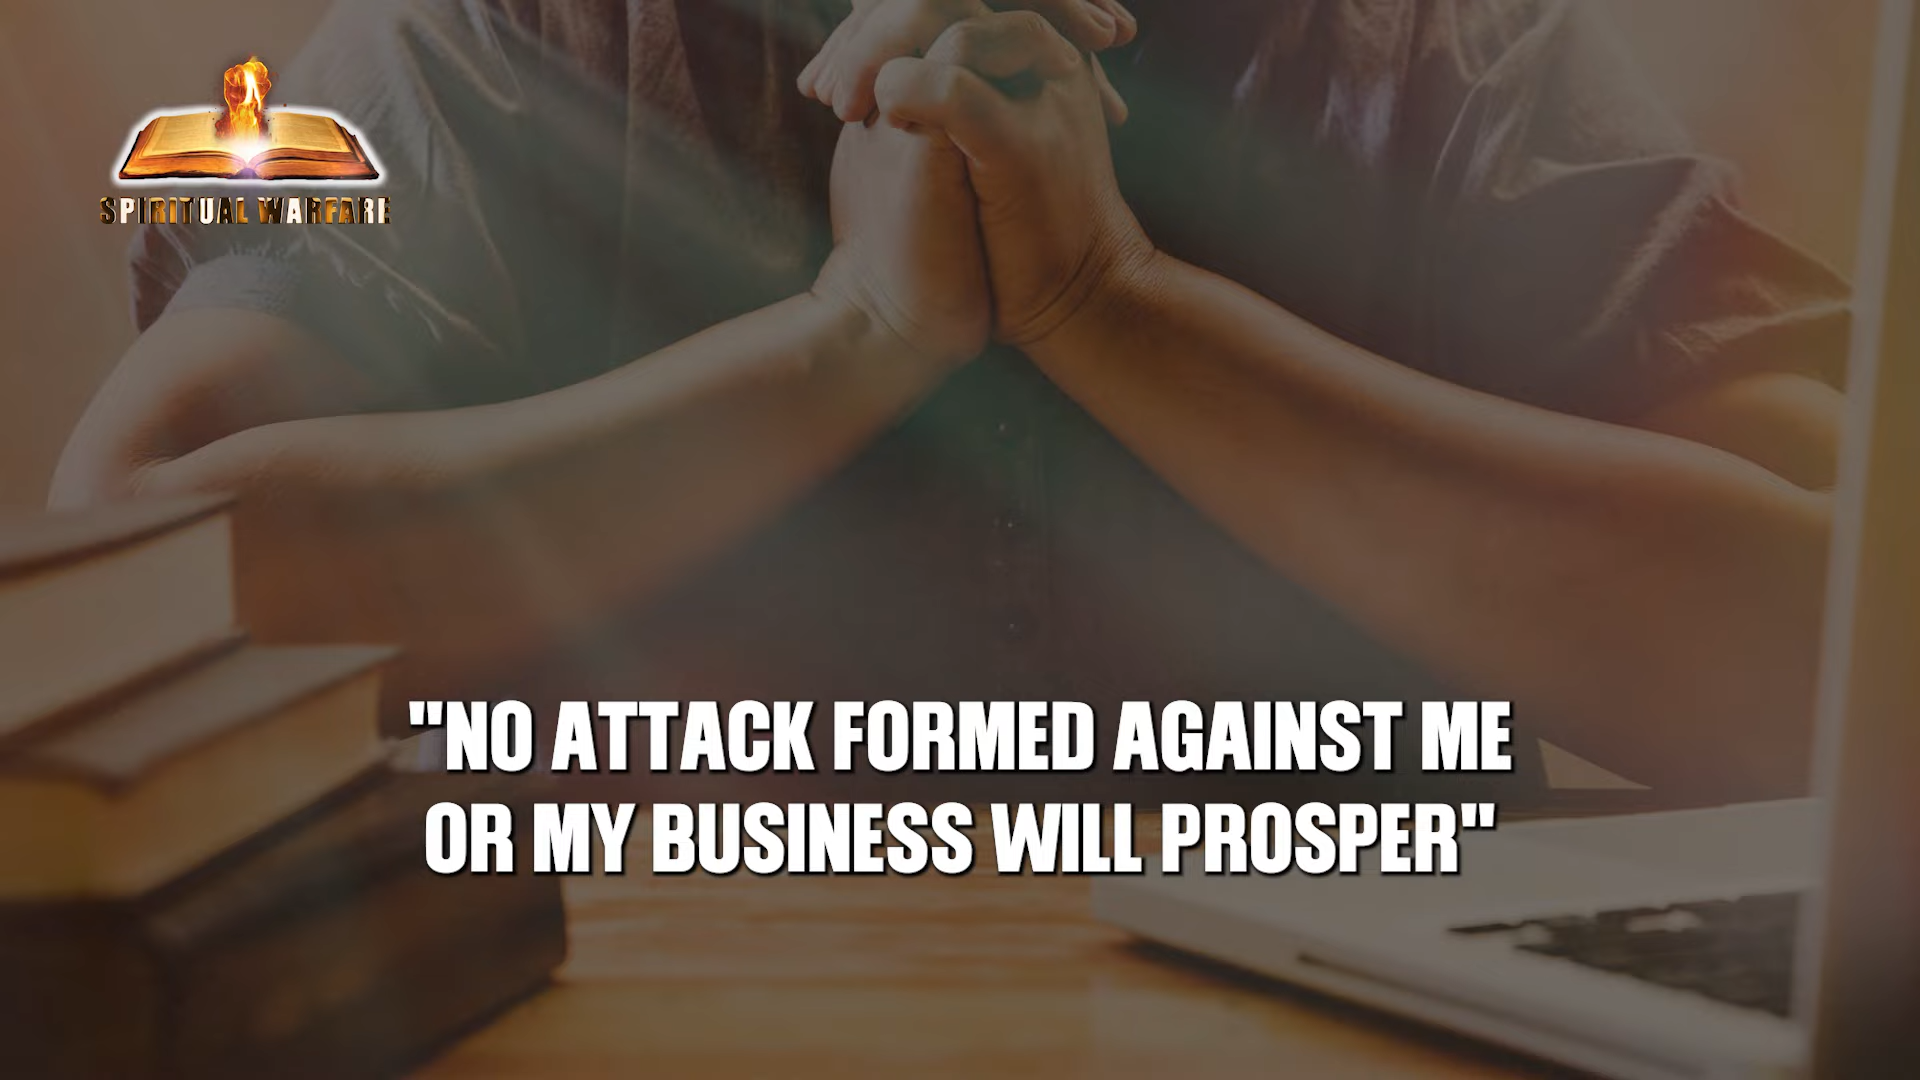 SPIRITUAL WARFARE
"NO ATTACK FORMED AGAINST ME
OR MY BUSINESS WILL PROSPER"